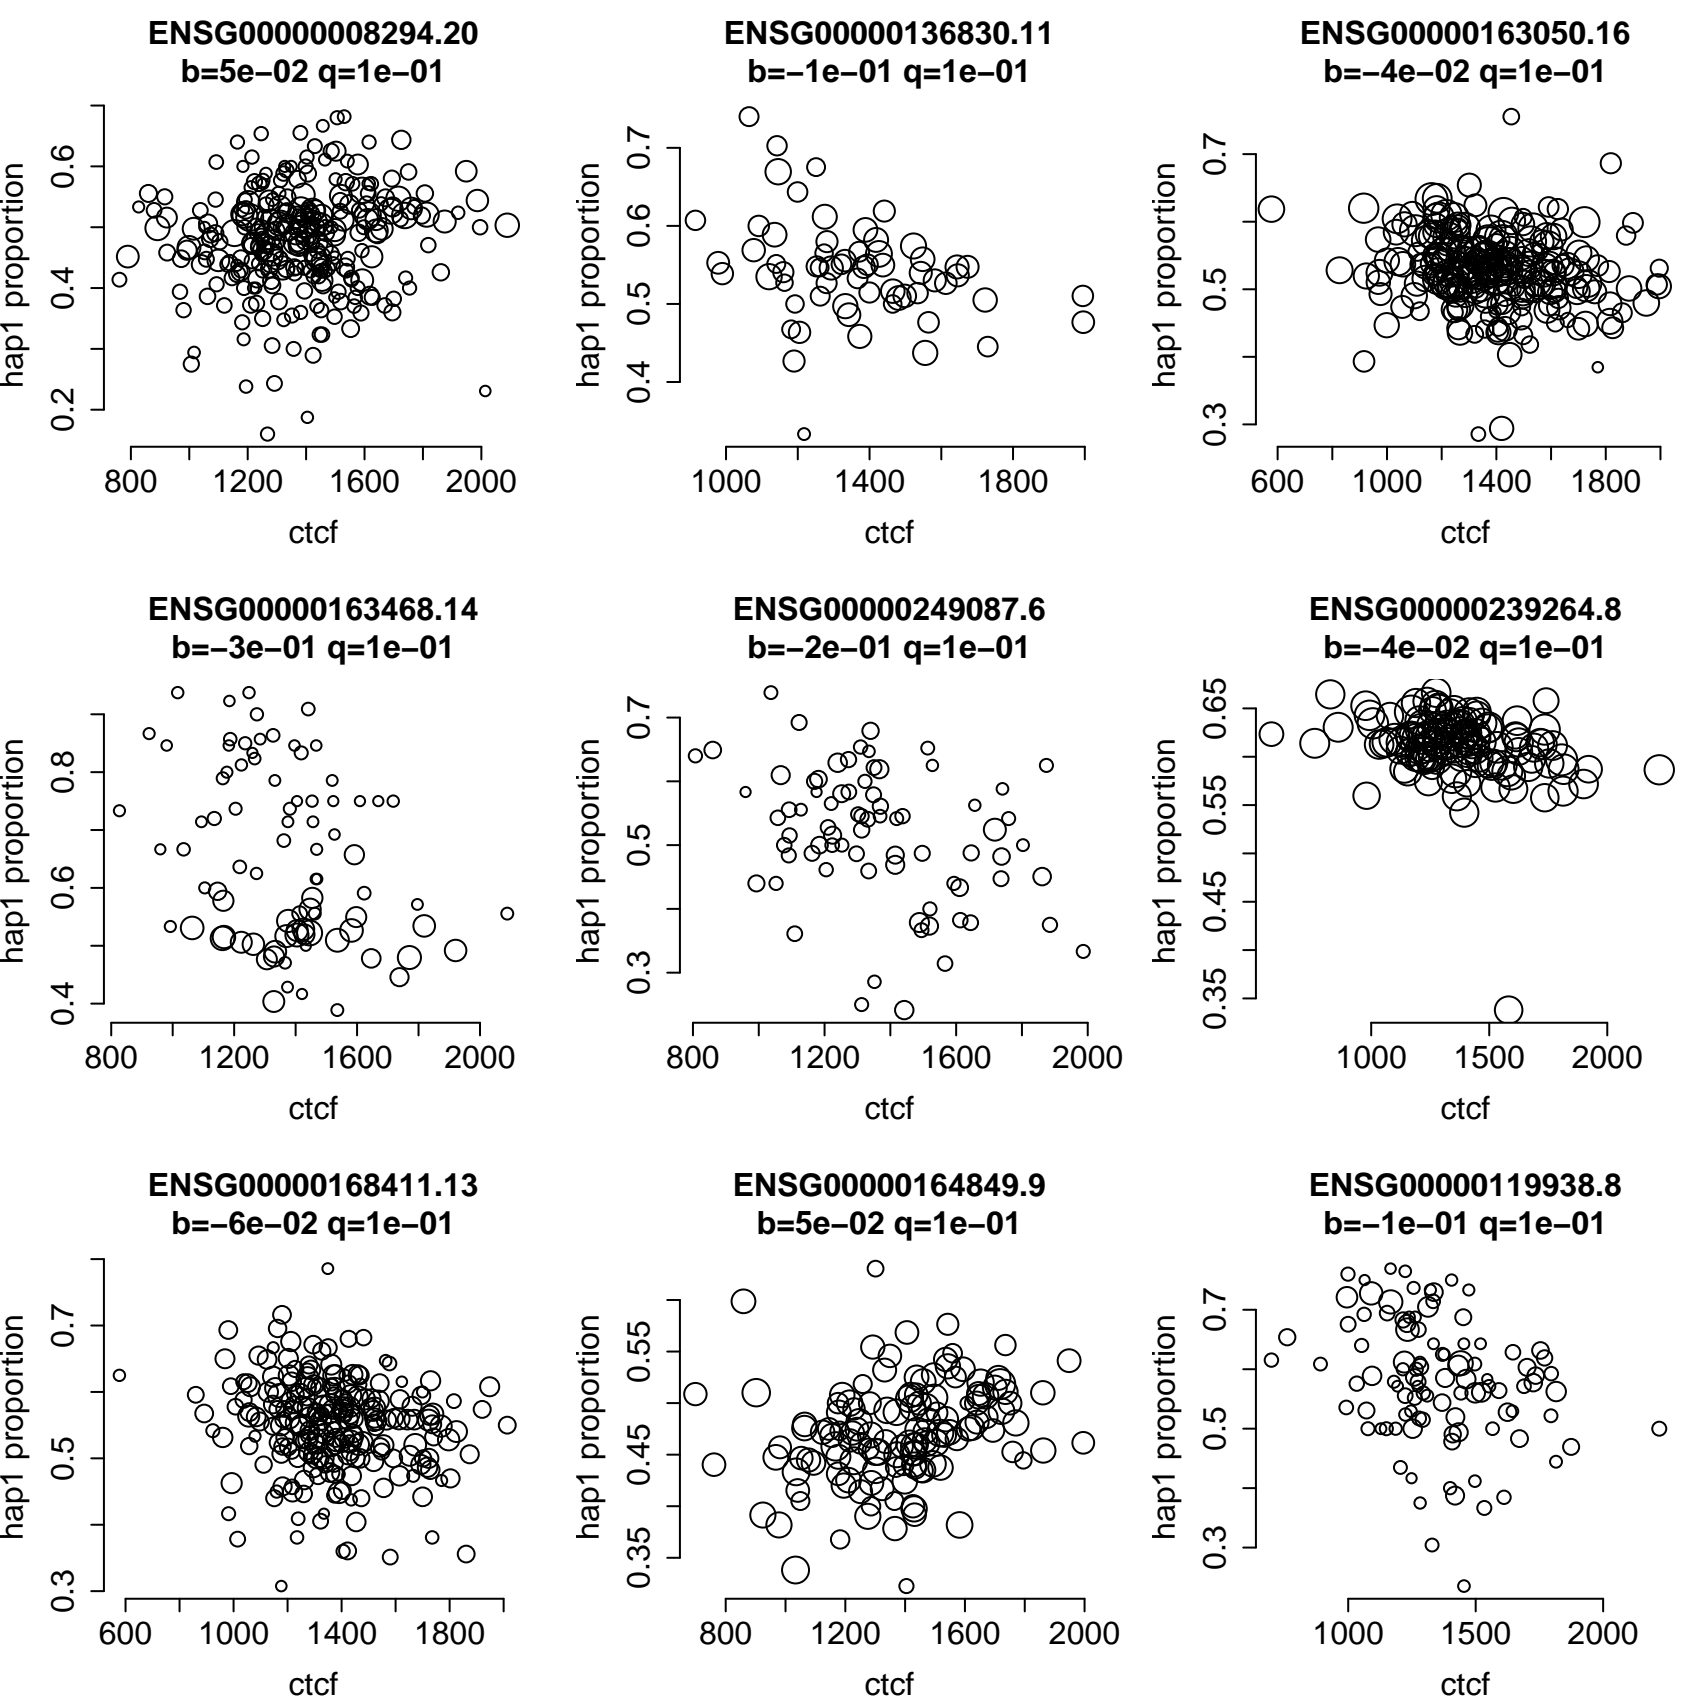 ENSG00000008294.20
b=5e−02 q=1e−01
hap1 proportion
0.2 0.4 0.6
800 1200 1600 2000
ctcf
ENSG00000136830.11
b=−1e−01 q=1e−01
hap1 proportion
0.4 0.5 0.6 0.7
1000 1400 1800
ctcf
ENSG00000163050.16
b=−4e−02 q=1e−01
hap1 proportion
0.3 0.5 0.7
600 1000 1400 1800
ctcf
ENSG00000163468.14
b=−3e−01 q=1e−01
hap1 proportion
0.4 0.6 0.8
800 1200 1600 2000
ctcf
ENSG00000249087.6
b=−2e−01 q=1e−01
hap1 proportion
0.3 0.5 0.7
800 1200 1600 2000
ctcf
ENSG00000239264.8
b=−4e−02 q=1e−01
hap1 proportion
0.35 0.45 0.55 0.65
1000 1500 2000
ctcf
ENSG00000168411.13
b=−6e−02 q=1e−01
hap1 proportion
0.3 0.5 0.7
600 1000 1400 1800
ctcf
ENSG00000164849.9
b=5e−02 q=1e−01
hap1 proportion
0.35 0.45 0.55
800 1200 1600 2000
ctcf
ENSG00000119938.8
b=−1e−01 q=1e−01
hap1 proportion
0.3 0.5 0.7
1000 1500 2000
ctcf